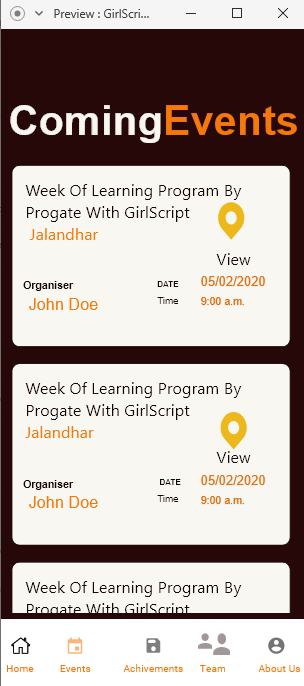 Preview : GirlScri...
ComingEvents
Week Of Learning Program By
Progate With GirlScript
Jalandhar
View
Organiser
DATE
05/02/2020
John Doe
Time
9:00 a.m.
Week Of Learning Program By
Progate With GirlScript
Jalandhar
View
Organiser
DATE
05/02/2020
John Doe
Time
9:00 a.m.
Week Of Learning Program By
Progate With GirlScript
Home
Events
Achivements
Team
About Us